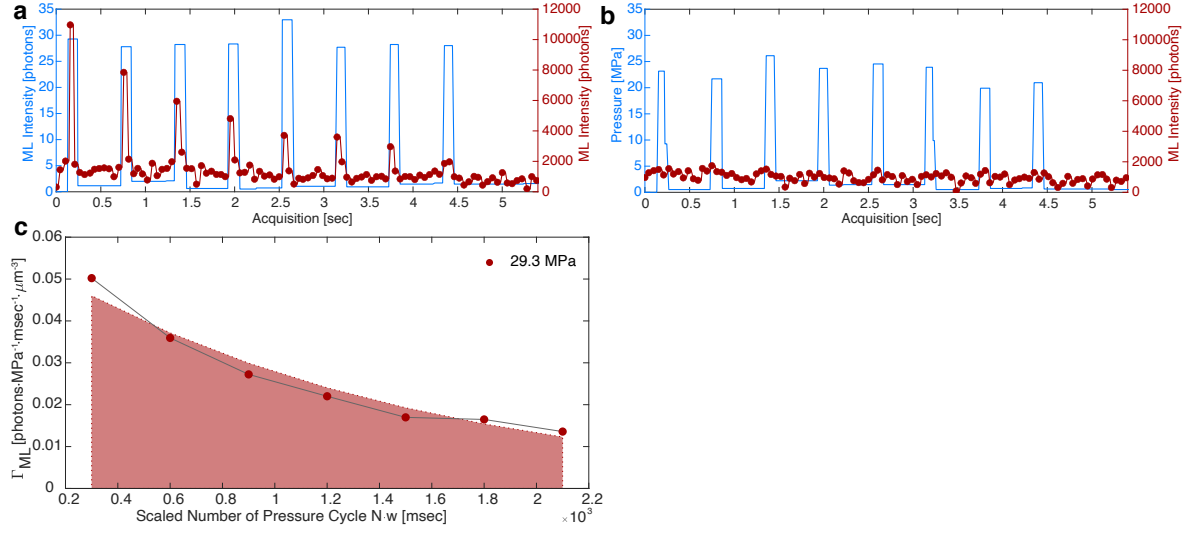 a
ML Intensity [photons]
35
30
25
20
15
10
5
0
12000
10000
8000
6000
4000
2000
0
ML Intensity [photons]
0 0.5 1 1.5 2 2.5 3 3.5 4 4.5 5
Acquisition [sec]
b
Pressure [MPa]
35
30
25
20
15
10
5
0
12000
10000
8000
6000
4000
2000
0
ML Intensity [photons]
0 0.5 1 1.5 2 2.5 3 3.5 4 4.5 5
Acquisition [sec]
c
Γ_ML [photons·MPa⁻¹·msec⁻¹·μm⁻³]
0.06
0.05
0.04
0.03
0.02
0.01
0
29.3 MPa
0.2 0.4 0.6 0.8 1 1.2 1.4 1.6 1.8 2 2.2
Scaled Number of Pressure Cycle N·w [msec]
×10³